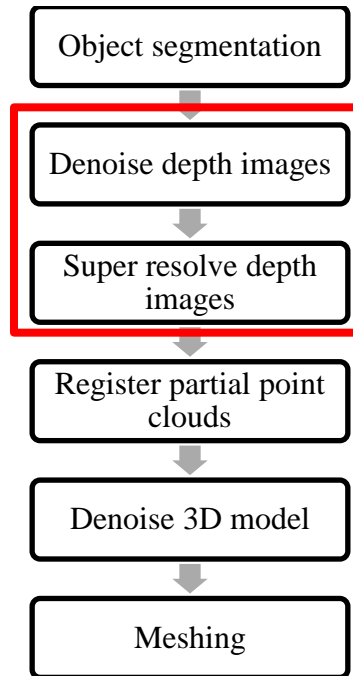 Object segmentation
Denoise depth images
Super resolve depth
images
Register partial point
clouds
Denoise 3D model
Meshing